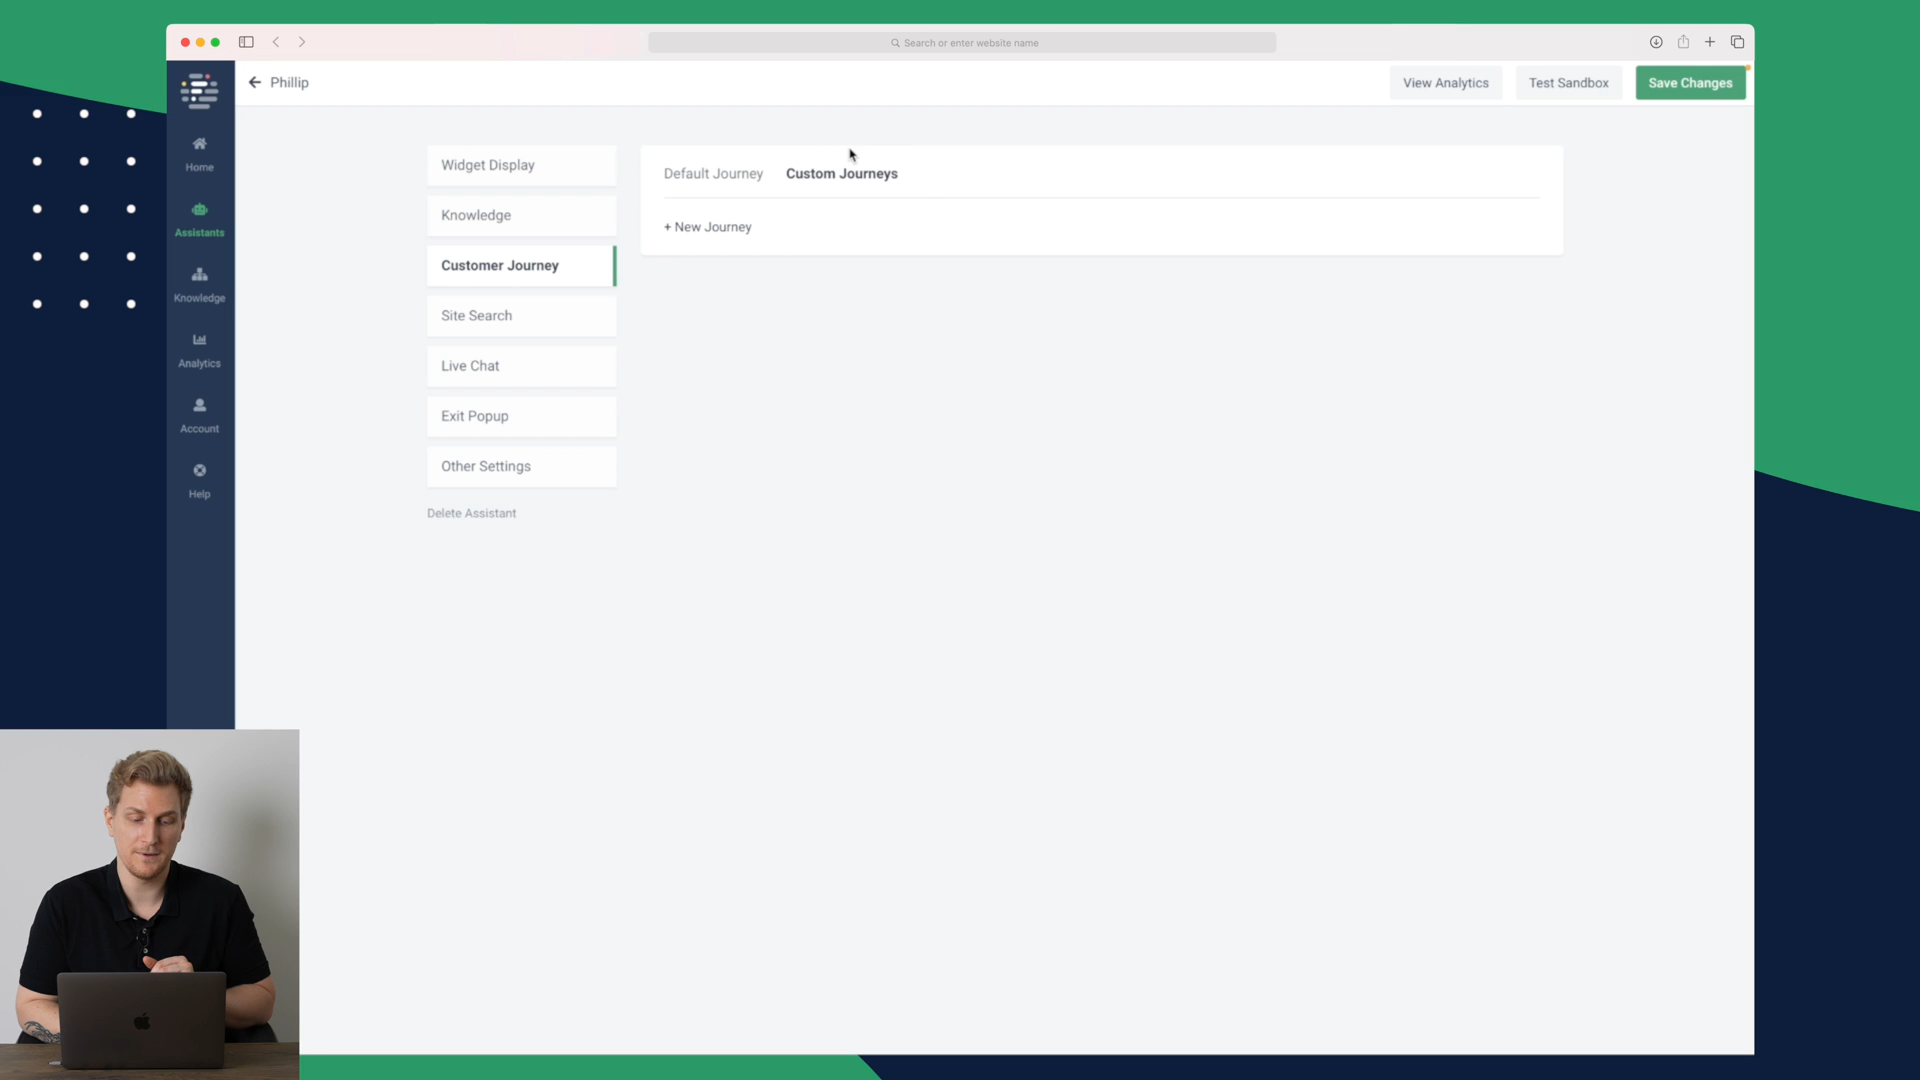 Search or enter website name
Phillip
View Analytics
Test Sandbox
Save Changes
Home
Assistants
Knowledge
Analytics
Account
Help
Widget Display
Knowledge
Customer Journey
Site Search
Live Chat
Exit Popup
Other Settings
Delete Assistant
Default Journey
Custom Journeys
+ New Journey